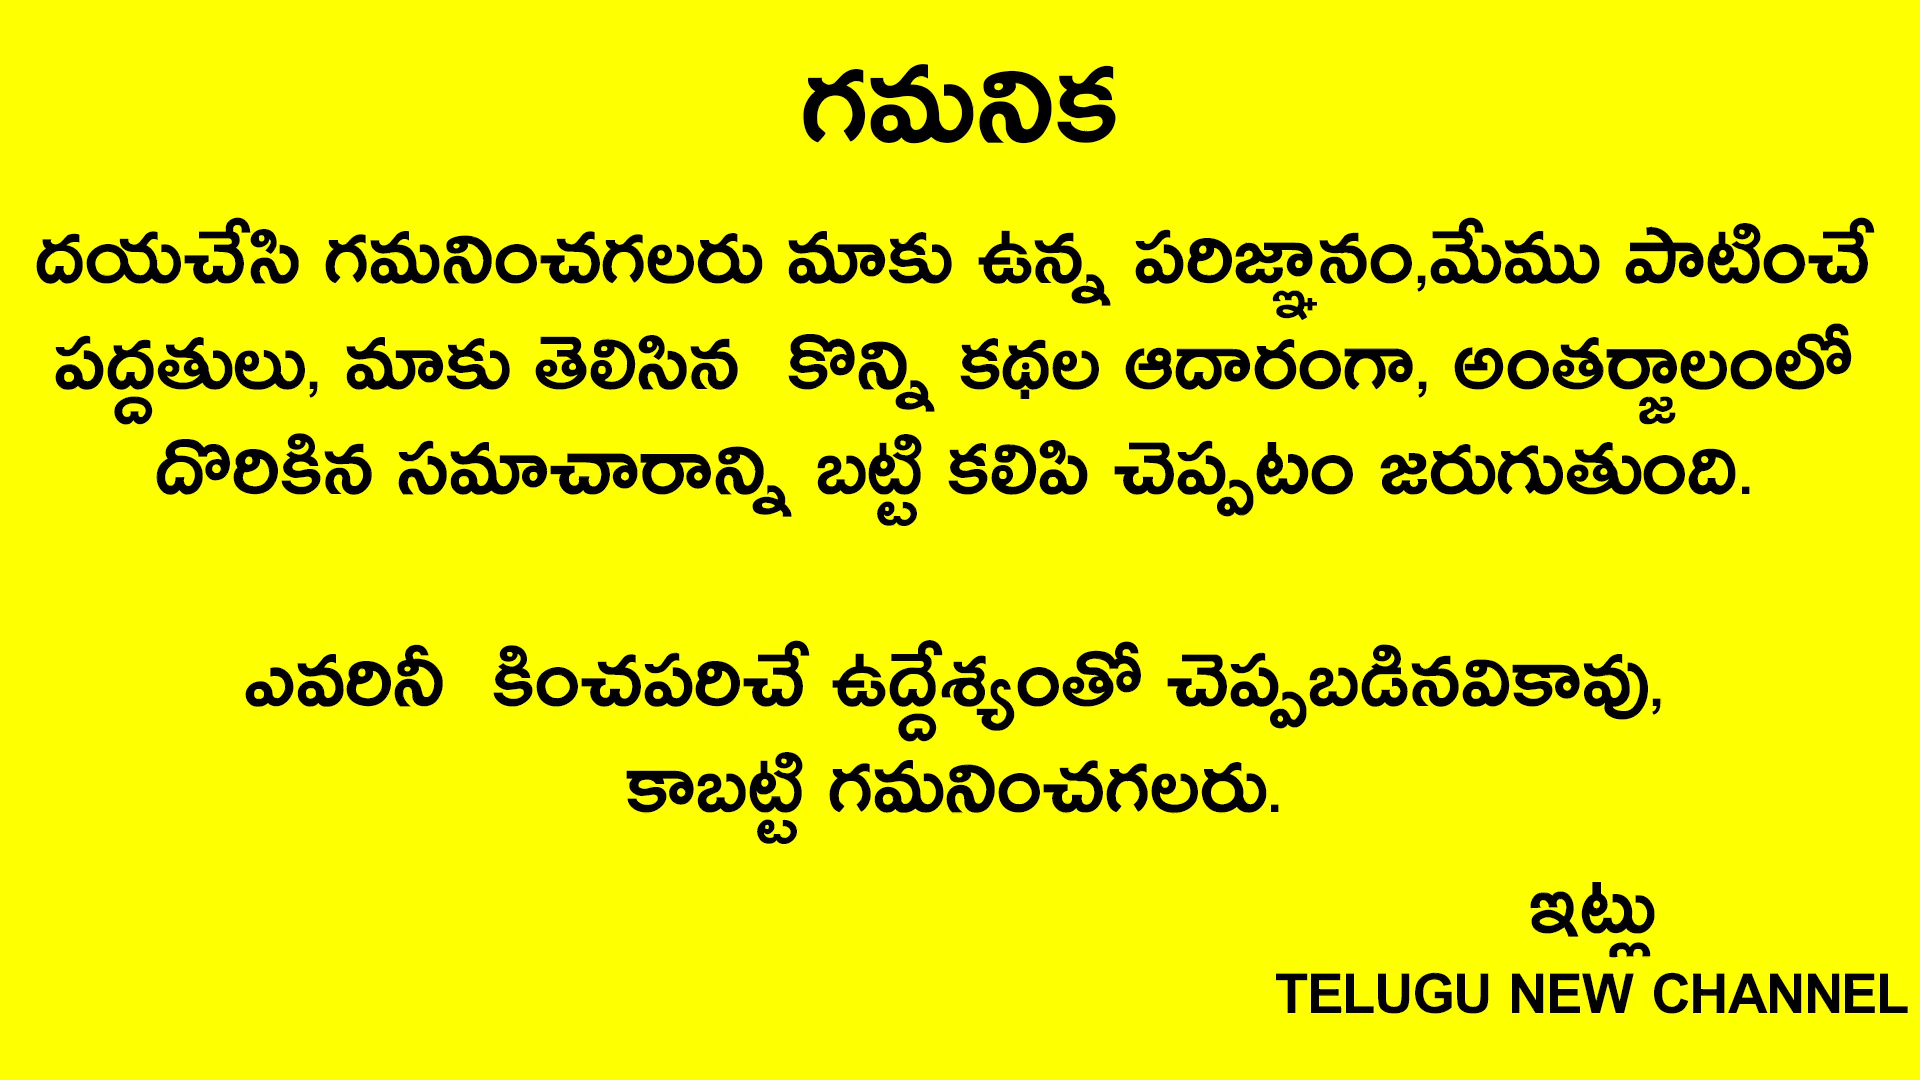 గమనిక
దయచేసి గమనించగలరు మాకు ఉన్న పరిజ్ఞానం,మేము పాటించే
పద్దతులు, మాకు తెలిసిన  కొన్ని కథల ఆదారంగా, అంతర్జాలంలో
దొరికిన సమాచారాన్ని బట్టి కలిపి చెప్పటం జరుగుతుంది.
ఎవరినీ  కించపరిచే ఉద్దేశ్యంతో చెప్పబడినవికావు,
కాబట్టి గమనించగలరు.
ఇట్లు
TELUGU NEW CHANNEL